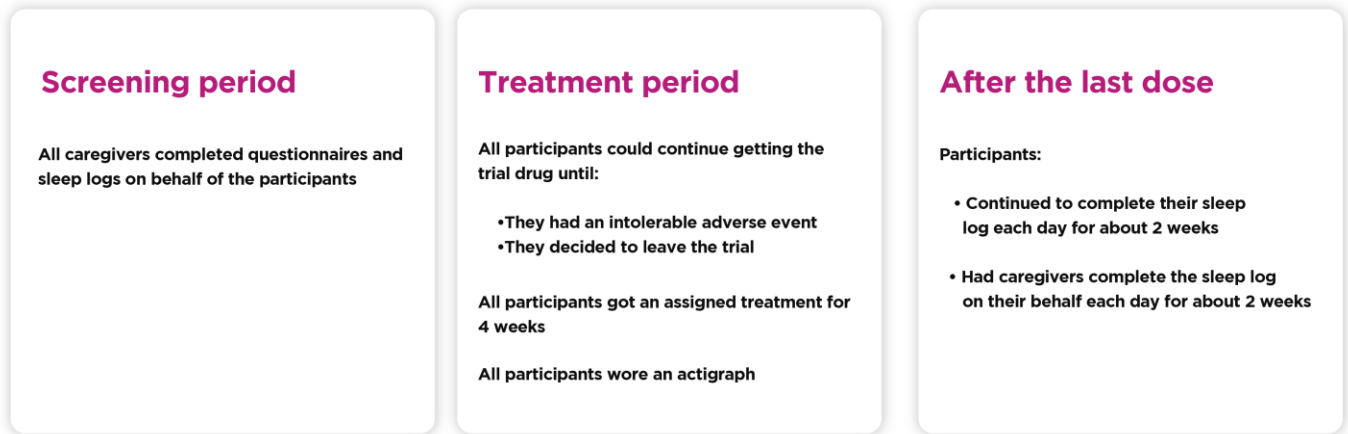 Screening period
All caregivers completed questionnaires and
sleep logs on behalf of the participants
Treatment period
All participants could continue getting the
trial drug until:
•They had an intolerable adverse event
•They decided to leave the trial
All participants got an assigned treatment for
4 weeks
All participants wore an actigraph
After the last dose
Participants:
• Continued to complete their sleep
log each day for about 2 weeks
• Had caregivers complete the sleep log
on their behalf each day for about 2 weeks